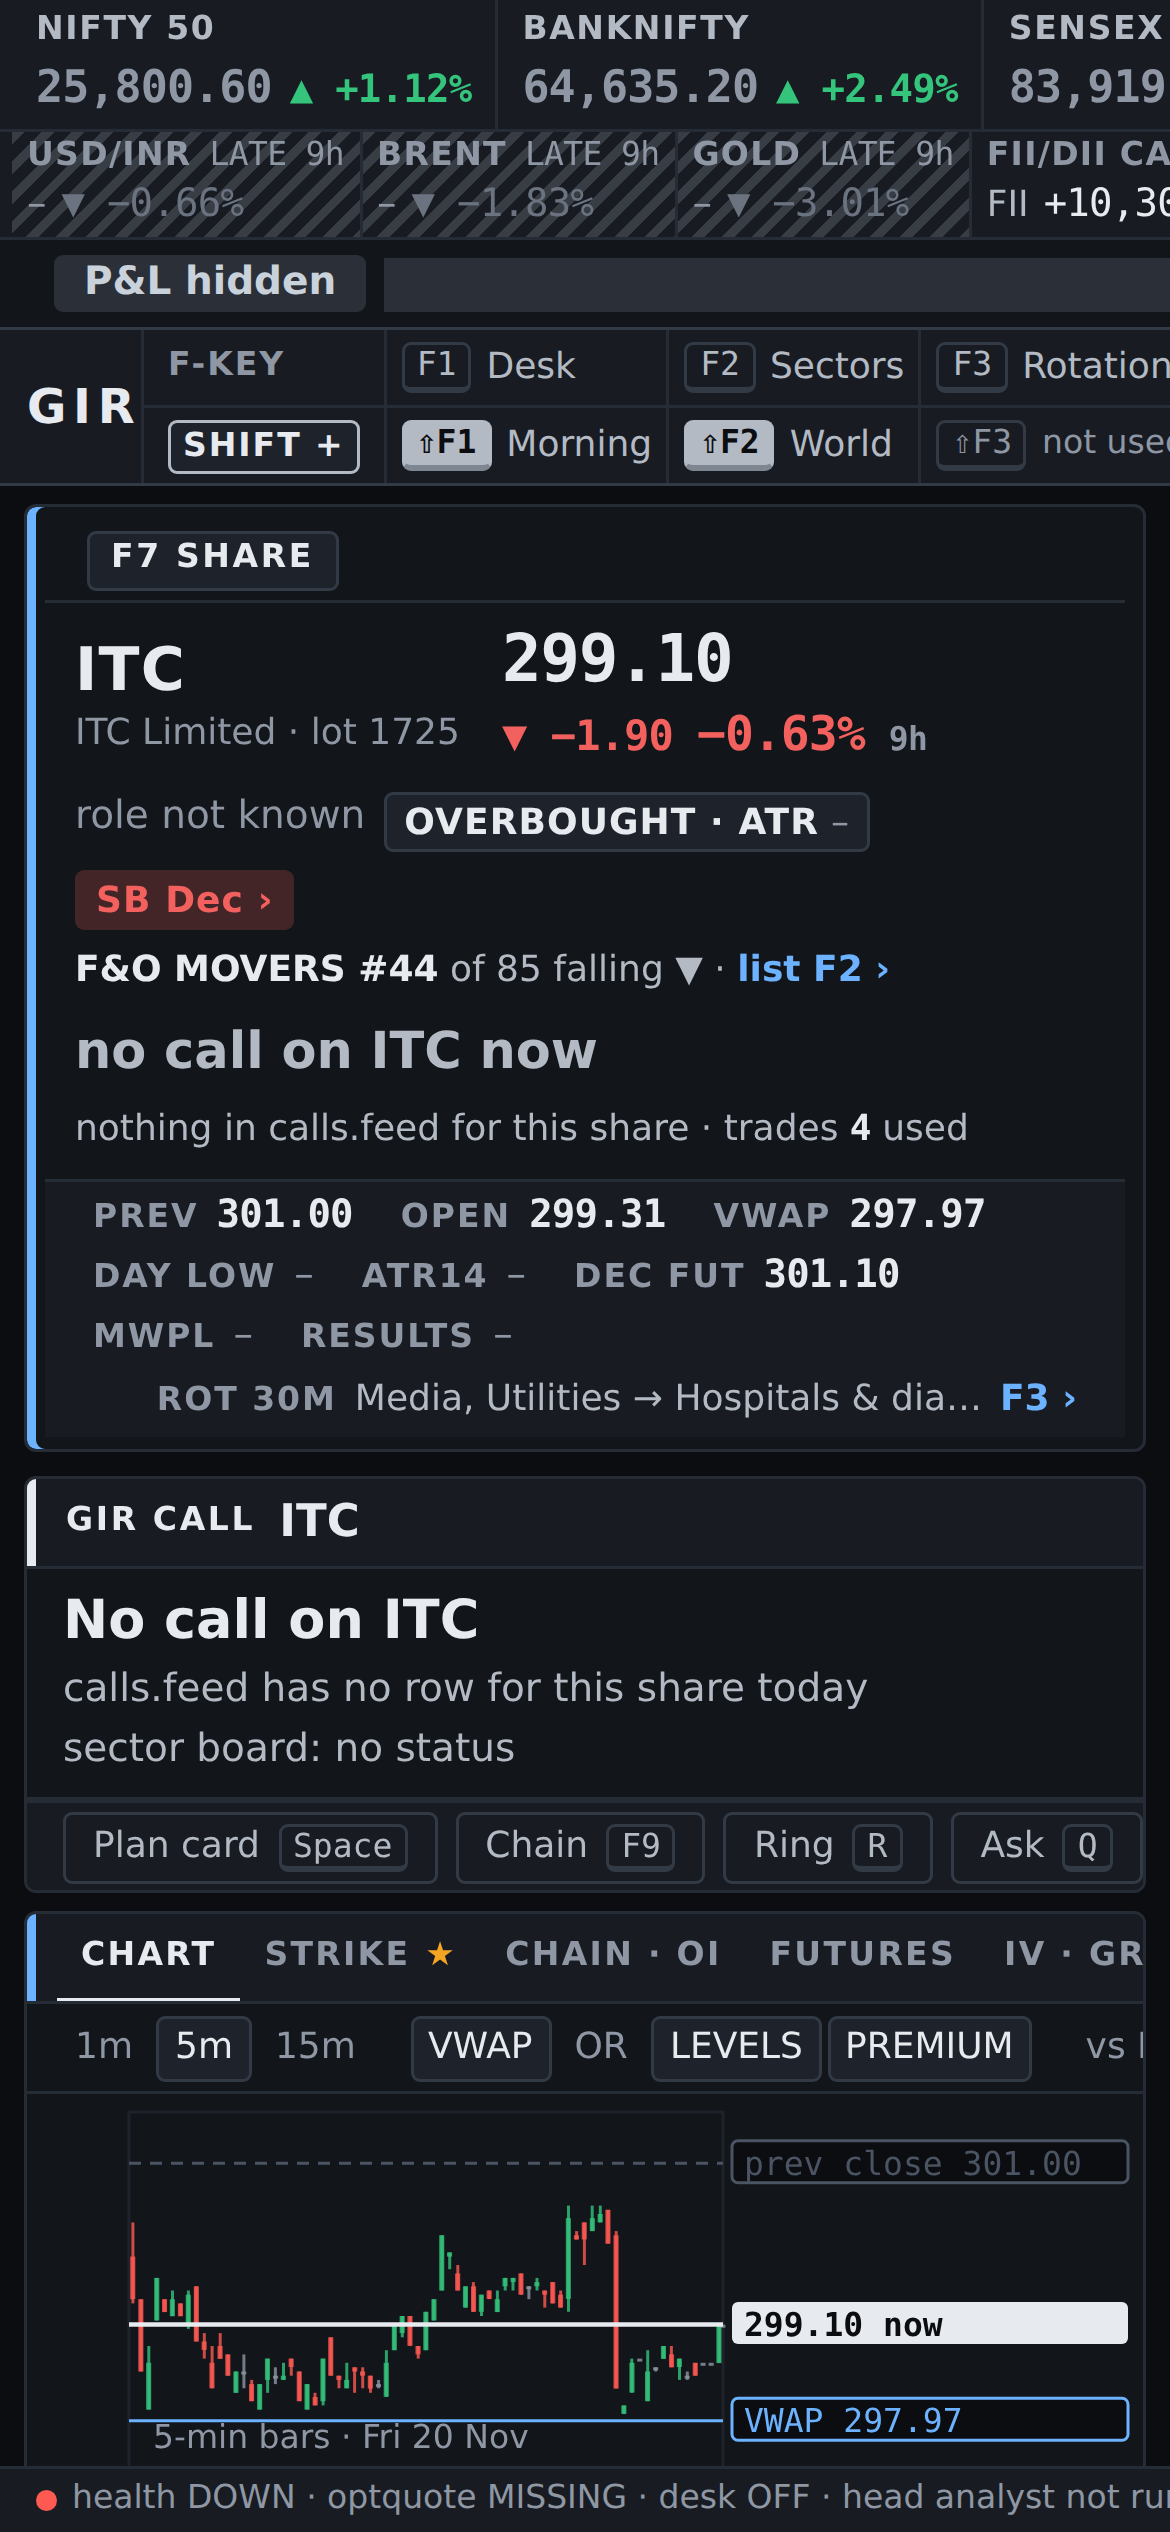 NIFTY 50 BANKNIFTY SENSEX
25,800.60 ▲ +1.12% 64,635.20 ▲ +2.49% 83,919
USD/INR LATE 9h BRENT LATE 9h GOLD LATE 9h FII/DII CA
– ▼ −0.66% – ▼ −1.83% – ▼ −3.01% FII +10,30
P&L hidden
GIR
F-KEY F1 Desk F2 Sectors F3 Rotation
SHIFT + ⇧F1 Morning ⇧F2 World ⇧F3 not used
F7 SHARE
ITC 299.10
ITC Limited · lot 1725 ▼ −1.90 −0.63% 9h
role not known OVERBOUGHT · ATR –
SB Dec ›
F&O MOVERS #44 of 85 falling ▼ · list F2 ›
no call on ITC now
nothing in calls.feed for this share · trades 4 used
PREV 301.00 OPEN 299.31 VWAP 297.97
DAY LOW – ATR14 – DEC FUT 301.10
MWPL – RESULTS –
ROT 30M Media, Utilities → Hospitals & dia… F3 ›
GIR CALL ITC
No call on ITC
calls.feed has no row for this share today
sector board: no status
Plan card Space Chain F9 Ring R Ask Q
CHART STRIKE ★ CHAIN · OI FUTURES IV · GR
1m 5m 15m VWAP OR LEVELS PREMIUM vs
prev close 301.00
299.10 now
VWAP 297.97
5-min bars · Fri 20 Nov
● health DOWN · optquote MISSING · desk OFF · head analyst not run